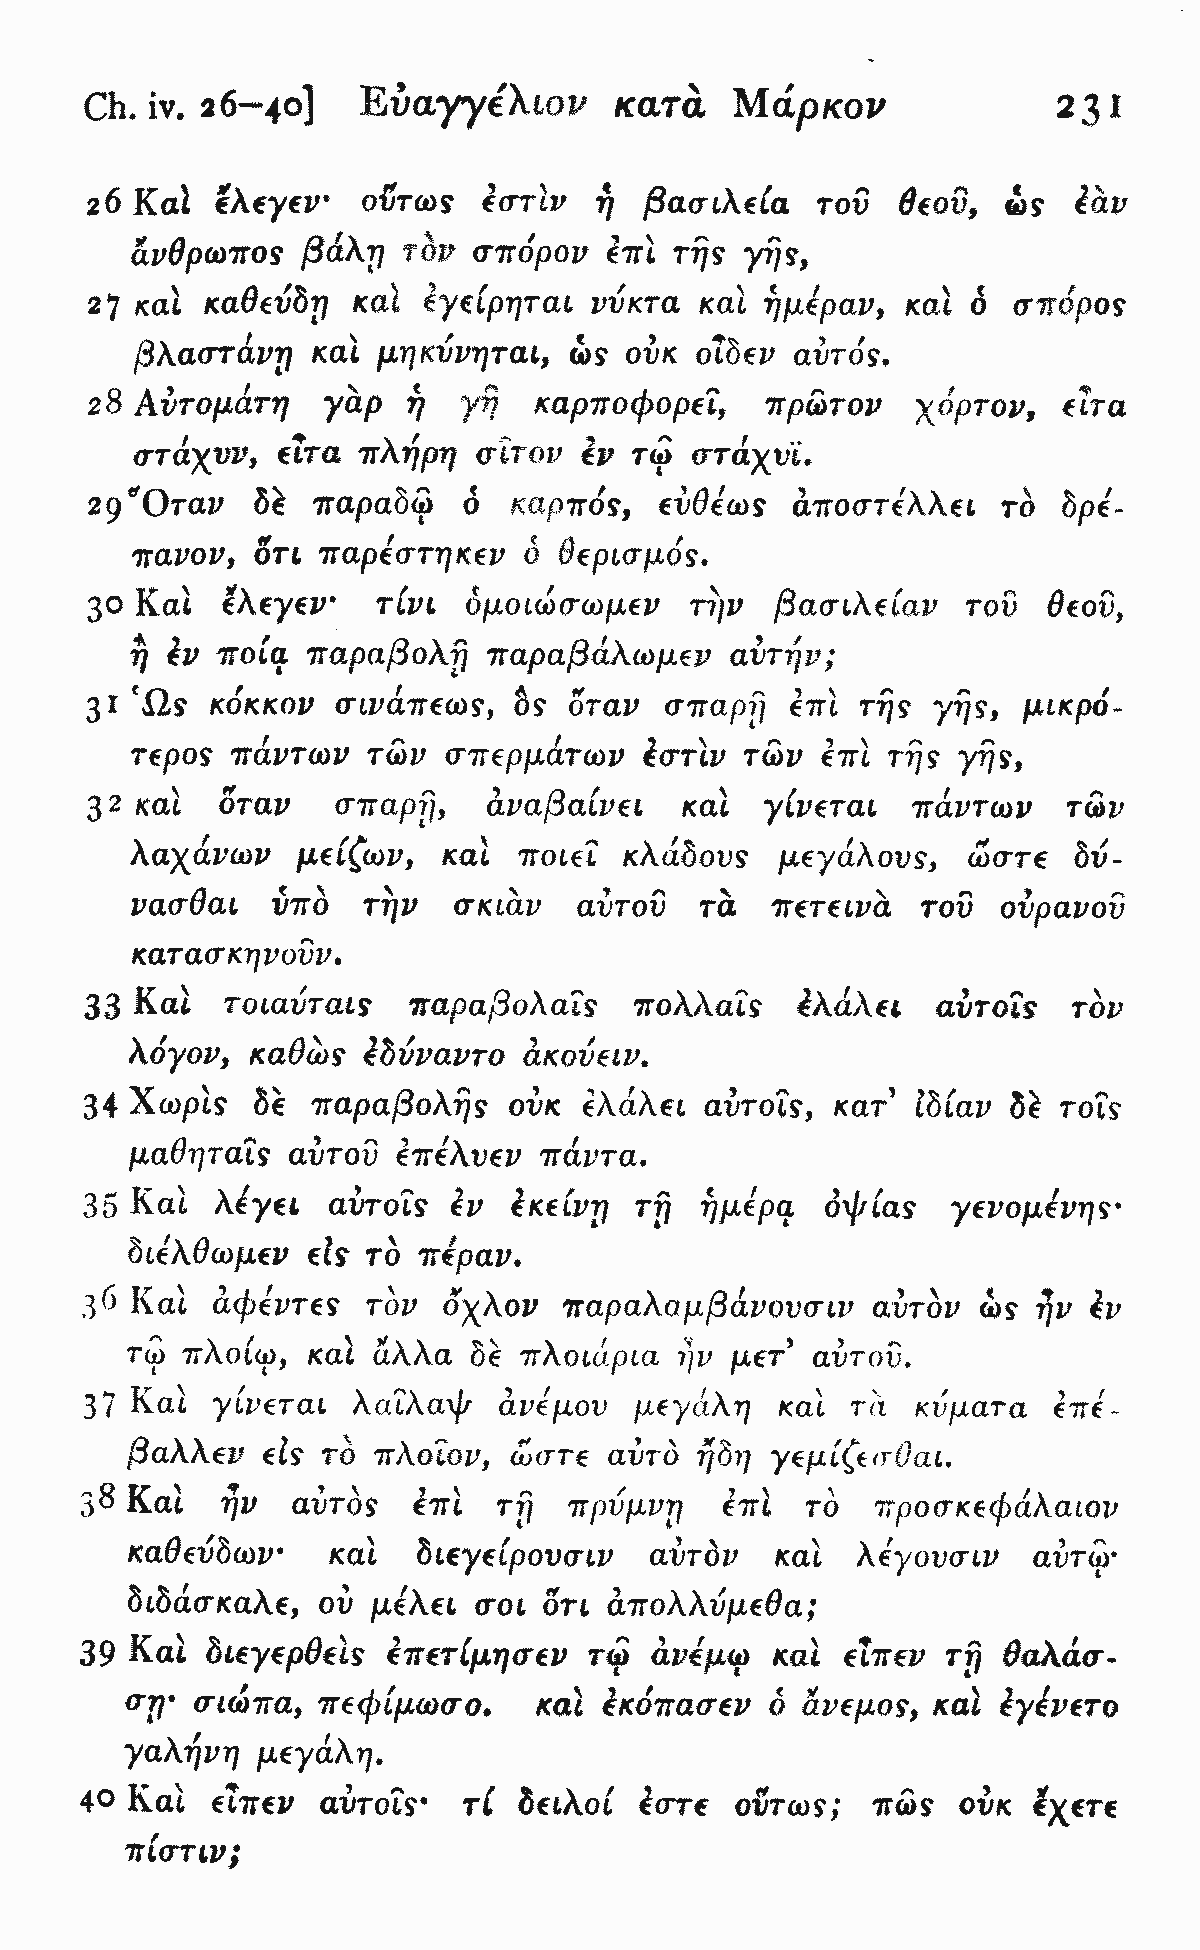 Ch. iv. 26—40] Εὐαγγέλιον κατὰ Μάρκον 231
26 Καὶ ἔλεγεν· οὕτως ἐστὶν ἡ βασιλεία τοῦ θεοῦ, ὡς ἐὰν
ἄνθρωπος βάλῃ τὸν σπόρον ἐπὶ τῆς γῆς,
27 καὶ καθεύδῃ καὶ ἐγείρηται νύκτα καὶ ἡμέραν, καὶ ὁ σπόρος
βλαστάνῃ καὶ μηκύνηται, ὡς οὐκ οἶδεν αὐτός.
28 Αὐτομάτη γὰρ ἡ γῆ καρποφορεῖ, πρῶτον χόρτον, εἶτα
στάχυν, εἶτα πλήρη σῖτον ἐν τῷ στάχυϊ.
29 Ὅταν δὲ παραδῷ ὁ καρπός, εὐθέως ἀποστέλλει τὸ δρέ-
πανον, ὅτι παρέστηκεν ὁ θερισμός.
30 Καὶ ἔλεγεν· τίνι ὁμοιώσωμεν τὴν βασιλείαν τοῦ θεοῦ,
ἢ ἐν ποίᾳ παραβολῇ παραβάλωμεν αὐτήν;
31 Ὡς κόκκον σινάπεως, ὃς ὅταν σπαρῇ ἐπὶ τῆς γῆς, μικρό-
τερος πάντων τῶν σπερμάτων ἐστὶν τῶν ἐπὶ τῆς γῆς,
32 καὶ ὅταν σπαρῇ, ἀναβαίνει καὶ γίνεται πάντων τῶν
λαχάνων μείζων, καὶ ποιεῖ κλάδους μεγάλους, ὥστε δύ-
νασθαι ὑπὸ τὴν σκιὰν αὐτοῦ τὰ πετεινὰ τοῦ οὐρανοῦ
κατασκηνοῦν.
33 Καὶ τοιαύταις παραβολαῖς πολλαῖς ἐλάλει αὐτοῖς τὸν
λόγον, καθὼς ἐδύναντο ἀκούειν.
34 Χωρὶς δὲ παραβολῆς οὐκ ἐλάλει αὐτοῖς, κατ’ ἰδίαν δὲ τοῖς
μαθηταῖς αὐτοῦ ἐπέλυεν πάντα.
35 Καὶ λέγει αὐτοῖς ἐν ἐκείνῃ τῇ ἡμέρᾳ ὀψίας γενομένης·
διέλθωμεν εἰς τὸ πέραν.
36 Καὶ ἀφέντες τὸν ὄχλον παραλαμβάνουσιν αὐτὸν ὡς ἦν ἐν
τῷ πλοίῳ, καὶ ἄλλα δὲ πλοιάρια ἦν μετ’ αὐτοῦ.
37 Καὶ γίνεται λαῖλαψ ἀνέμου μεγάλη καὶ τὰ κύματα ἐπέ-
βαλλεν εἰς τὸ πλοῖον, ὥστε αὐτὸ ἤδη γεμίζεσθαι.
38 Καὶ ἦν αὐτὸς ἐπὶ τῇ πρύμνῃ ἐπὶ τὸ προσκεφάλαιον
καθεύδων· καὶ διεγείρουσιν αὐτὸν καὶ λέγουσιν αὐτῷ·
διδάσκαλε, οὐ μέλει σοι ὅτι ἀπολλύμεθα;
39 Καὶ διεγερθεὶς ἐπετίμησεν τῷ ἀνέμῳ καὶ εἶπεν τῇ θαλάσ-
σῃ· σιώπα, πεφίμωσο. καὶ ἐκόπασεν ὁ ἄνεμος, καὶ ἐγένετο
γαλήνη μεγάλη.
40 Καὶ εἶπεν αὐτοῖς· τί δειλοί ἐστε οὕτως; πῶς οὐκ ἔχετε
πίστιν;